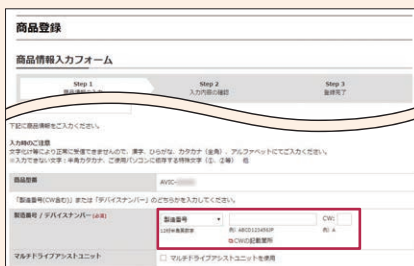 商品登録
商品情報入力フォーム
Step 1
Step 2
入力内容の確認
Step 3
登録完了
下記に商品情報をご入力ください。
入力時のご注意
文字化け等により正常に受信できませんので、漢字、ひらがな、カタカナ（全角）、アルファベットにてご入力ください。
※入力できない文字：半角カタカナ、ご使用パソコンに依存する特殊文字（①、②等） 他
商品型番
AVIC-
「製造番号(CW含む)」または「デバイスナンバー」のどちらかを入力してください。
製造番号 / デバイスナンバー(必須)
製造番号
CW:
12桁半角英数字
例）ABCD123456JP
例）A
CWの記載箇所
マルチドライブアシストユニット
マルチドライブアシストユニットを使用